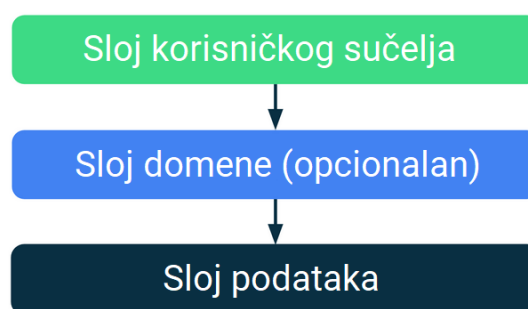 Sloj korisničkog sučelja
Sloj domene (opcionalan)
Sloj podataka